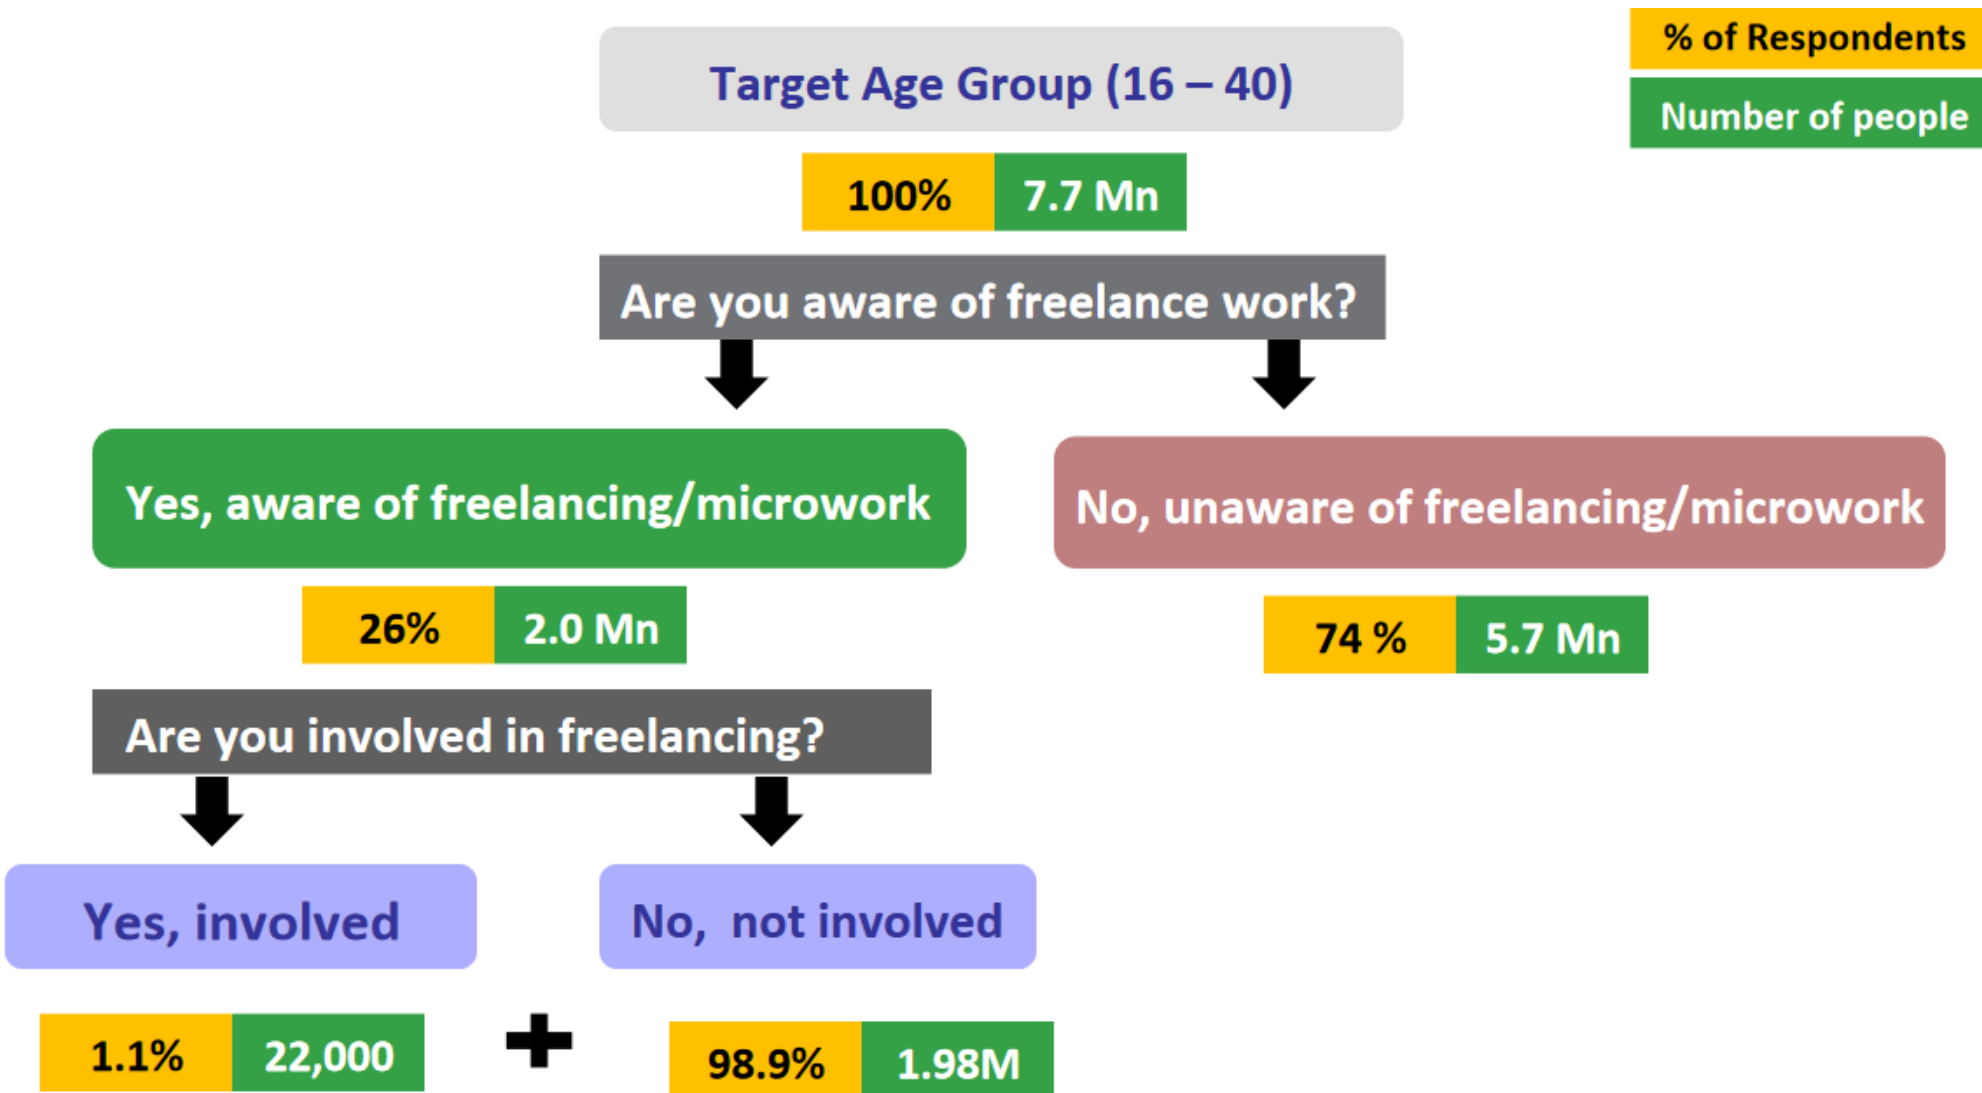 % of Respondents
Number of people
Target Age Group (16 – 40)
100% 7.7 Mn
Are you aware of freelance work?
Yes, aware of freelancing/microwork
No, unaware of freelancing/microwork
26% 2.0 Mn
74 % 5.7 Mn
Are you involved in freelancing?
Yes, involved
No, not involved
1.1% 22,000
98.9% 1.98M